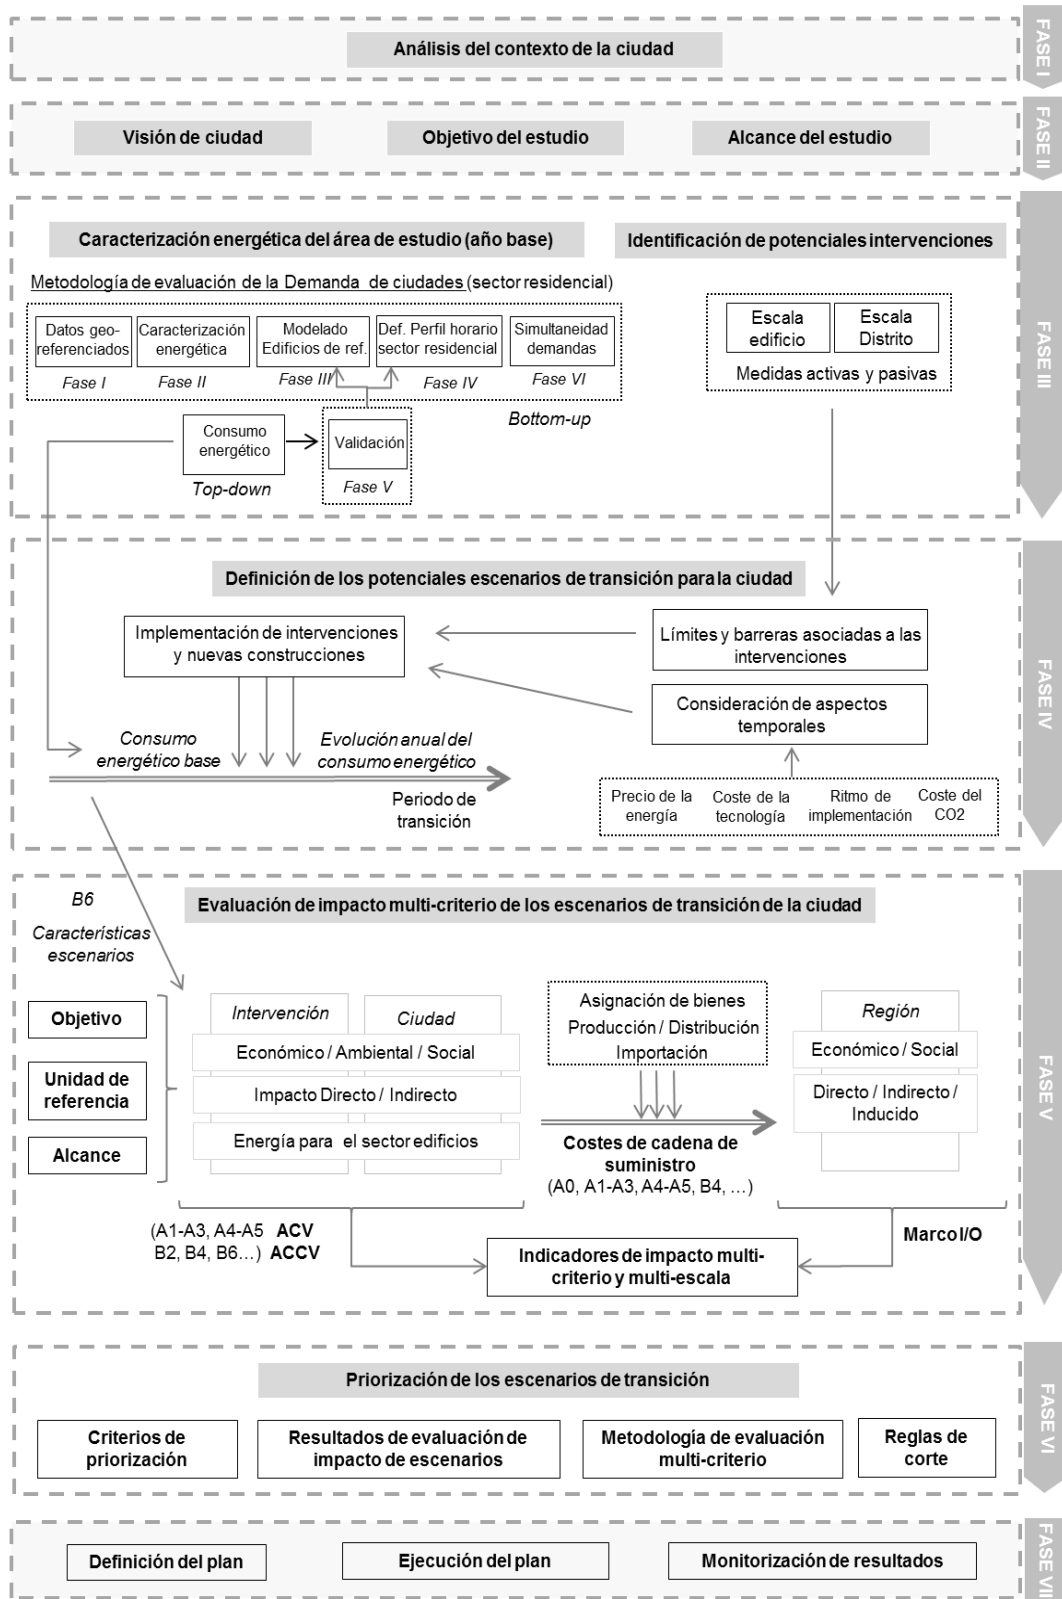 Análisis del contexto de la ciudad
FASE I
Visión de ciudad
Objetivo del estudio
Alcance del estudio
FASE II
Caracterización energética del área de estudio (año base)
Identificación de potenciales intervenciones
Metodología de evaluación de la Demanda de ciudades (sector residencial)
Datos geo-
referenciados
Fase I
Caracterización
energética
Fase II
Modelado
Edificios de ref.
Fase III
Def. Perfil horario
sector residencial
Fase IV
Simultaneidad
demandas
Fase VI
Bottom-up
Consumo
energético
Top-down
Validación
Fase V
Escala
edificio
Escala
Distrito
Medidas activas y pasivas
FASE III
Definición de los potenciales escenarios de transición para la ciudad
Implementación de intervenciones
y nuevas construcciones
Límites y barreras asociadas a las
intervenciones
Consideración de aspectos
temporales
Consumo
energético base
Evolución anual del
consumo energético
Periodo de
transición
Precio de la
energía
Coste de la
tecnología
Ritmo de
implementación
Coste del
CO2
FASE IV
B6
Características
escenarios
Evaluación de impacto multi-criterio de los escenarios de transición de la ciudad
Objetivo
Unidad de
referencia
Alcance
Intervención
Ciudad
Económico / Ambiental / Social
Impacto Directo / Indirecto
Energía para el sector edificios
Asignación de bienes
Producción / Distribución
Importación
Costes de cadena de
suministro
(A0, A1-A3, A4-A5, B4, …)
Región
Económico / Social
Directo / Indirecto /
Inducido
(A1-A3, A4-A5 ACV
B2, B4, B6…) ACCV
Indicadores de impacto multi-
criterio y multi-escala
Marco I/O
FASE V
Priorización de los escenarios de transición
Criterios de
priorización
Resultados de evaluación de
impacto de escenarios
Metodología de evaluación
multi-criterio
Reglas de
corte
FASE VI
Definición del plan
Ejecución del plan
Monitorización de resultados
FASE VII